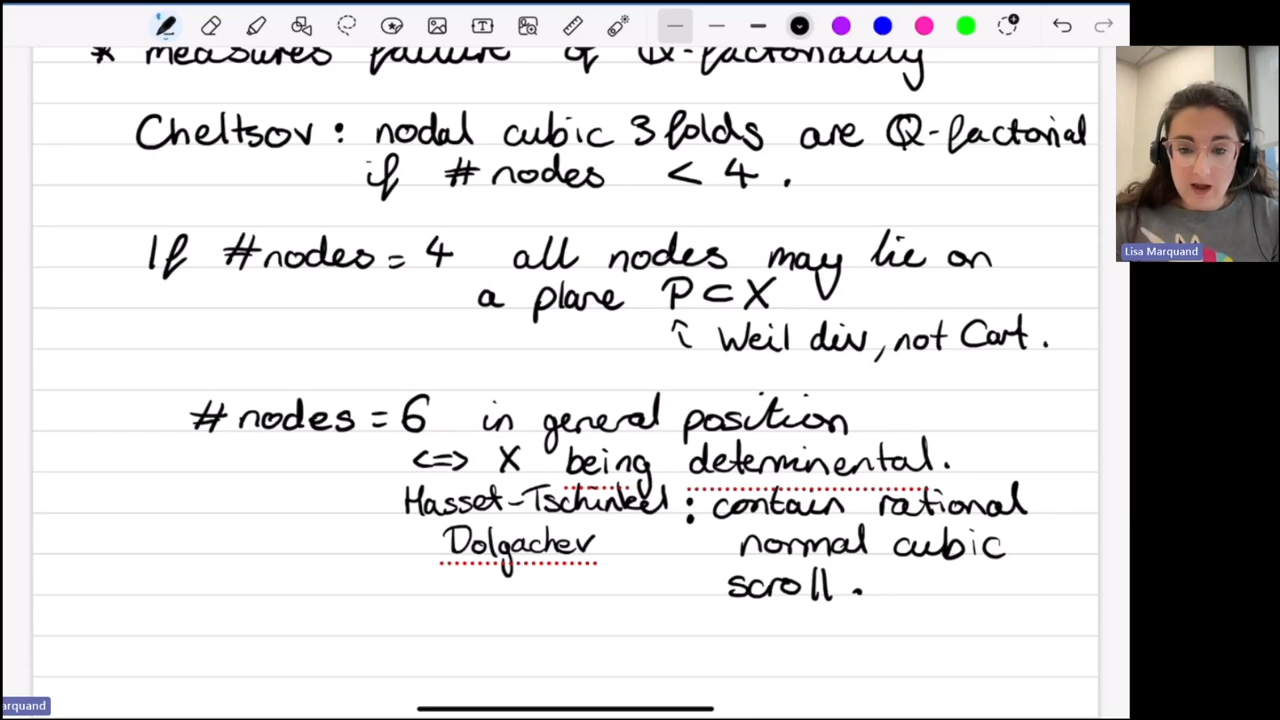 * measures failure of Q-factoriality
Cheltsov: nodal cubic 3folds are Q-factorial
if #nodes < 4.
If #nodes = 4 all nodes may lie on
a plane P ⊂ X
↑ Weil div, not Cart.
#nodes = 6 in general position
<=> X being determinental.
Hasset-Tschinkel : contain rational
Dolgachev normal cubic
scroll.
Lisa Marquand
arquand